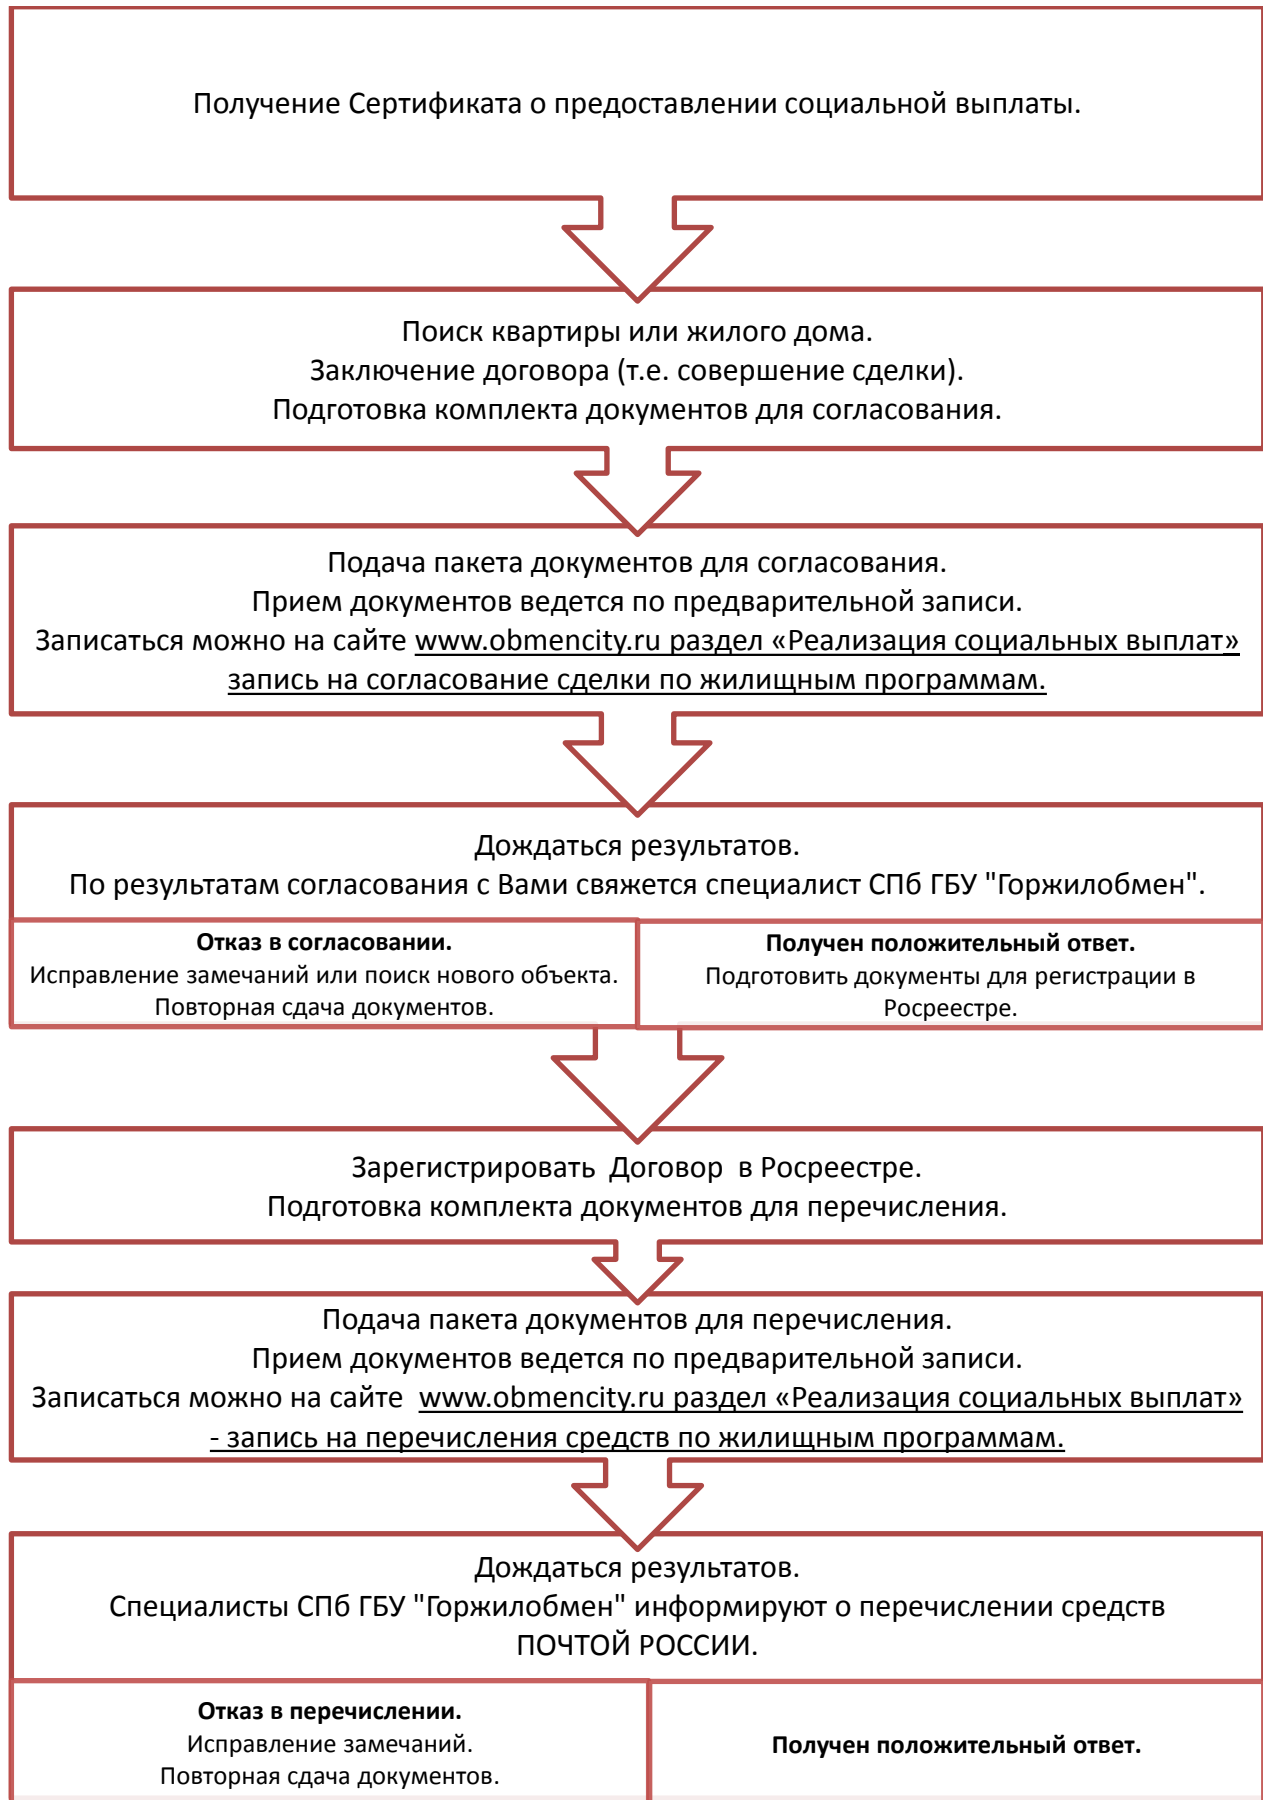 Получение Сертификата о предоставлении социальной выплаты.
Поиск квартиры или жилого дома.
Заключение договора (т.е. совершение сделки).
Подготовка комплекта документов для согласования.
Подача пакета документов для согласования.
Прием документов ведется по предварительной записи.
Записаться можно на сайте www.obmencity.ru раздел «Реализация социальных выплат»
запись на согласование сделки по жилищным программам.
Дождаться результатов.
По результатам согласования с Вами свяжется специалист СПб ГБУ "Горжилобмен".
Отказ в согласовании.
Исправление замечаний или поиск нового объекта.
Повторная сдача документов.
Получен положительный ответ.
Подготовить документы для регистрации в
Росреестре.
Зарегистрировать Договор в Росреестре.
Подготовка комплекта документов для перечисления.
Подача пакета документов для перечисления.
Прием документов ведется по предварительной записи.
Записаться можно на сайте www.obmencity.ru раздел «Реализация социальных выплат»
- запись на перечисления средств по жилищным программам.
Дождаться результатов.
Специалисты СПб ГБУ "Горжилобмен" информируют о перечислении средств
ПОЧТОЙ РОССИИ.
Отказ в перечислении.
Исправление замечаний.
Повторная сдача документов.
Получен положительный ответ.